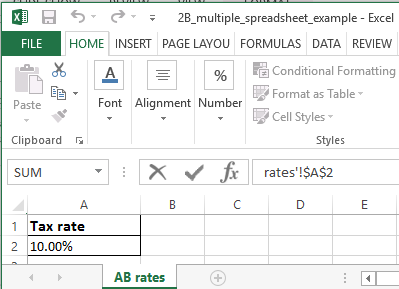 2B_multiple_spreadsheet_example - Excel
FILE HOME INSERT PAGE LAYOU FORMULAS DATA REVIEW
Paste
Font
Alignment
Number
%
Conditional Formatting
Format as Table
Cell Styles
Clipboard
Styles
SUM fx rates'!$A$2
A B C D E
1 Tax rate
2 10.00%
AB rates